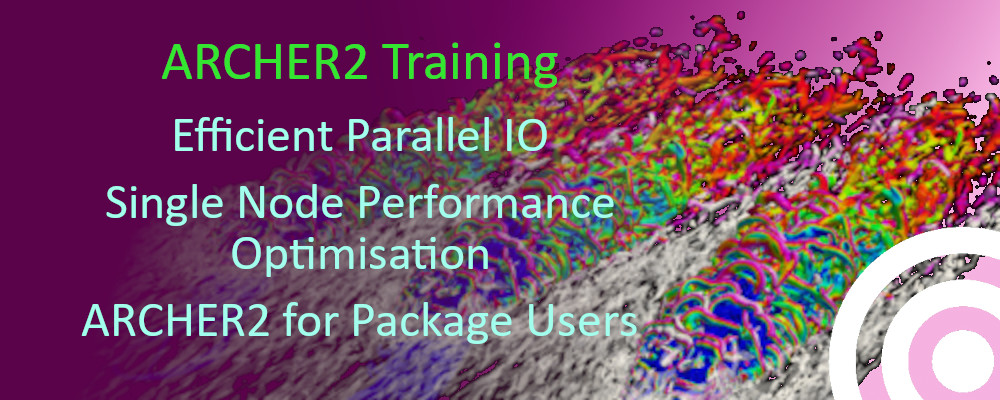 ARCHER2 Training
Efficient Parallel IO
Single Node Performance
Optimisation
ARCHER2 for Package Users